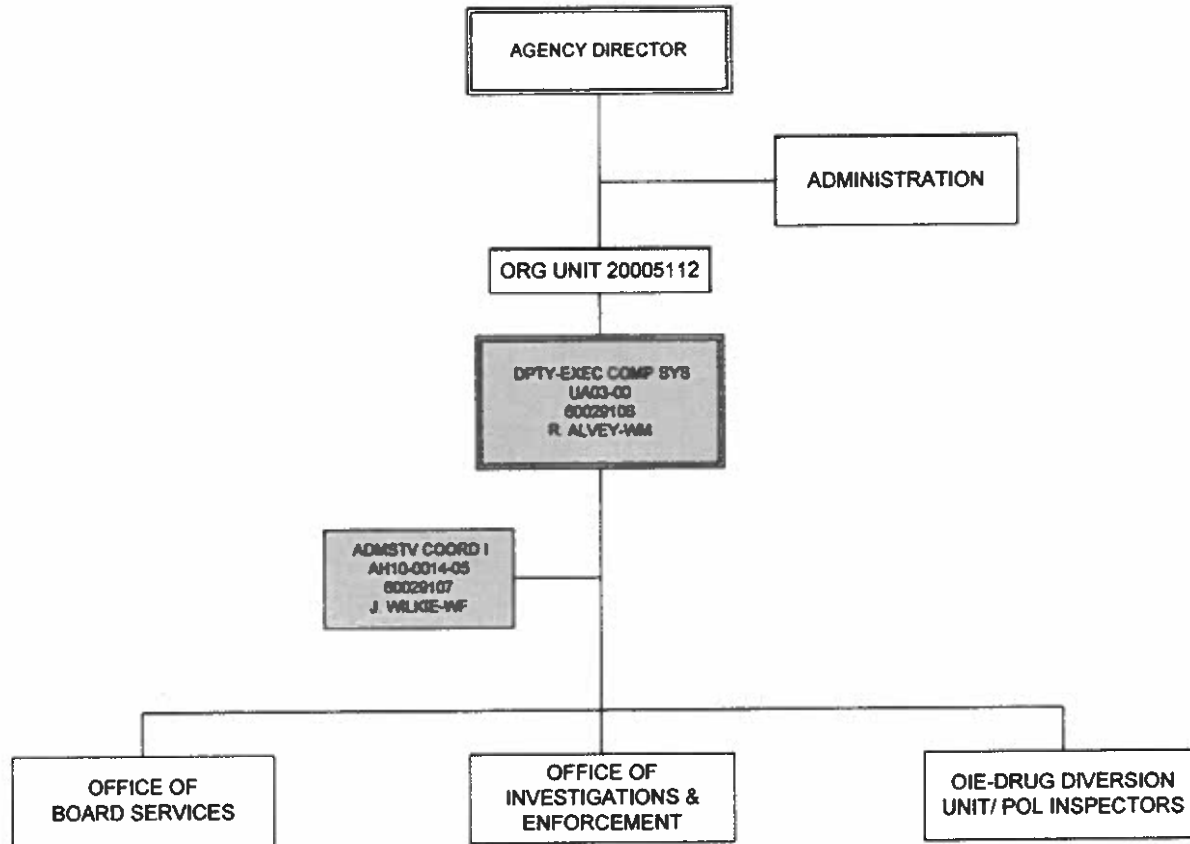 AGENCY DIRECTOR
ADMINISTRATION
ORG UNIT 20005112
DPTY-EXEC COMP SYS
UA03-00
R. ALVEY-WM
ADMSTV COORD I
AH10-0014-05
60029107
J. WILKIE-WF
OFFICE OF
BOARD SERVICES
OFFICE OF
INVESTIGATIONS &
ENFORCEMENT
OIE-DRUG DIVERSION
UNIT/ POL INSPECTORS